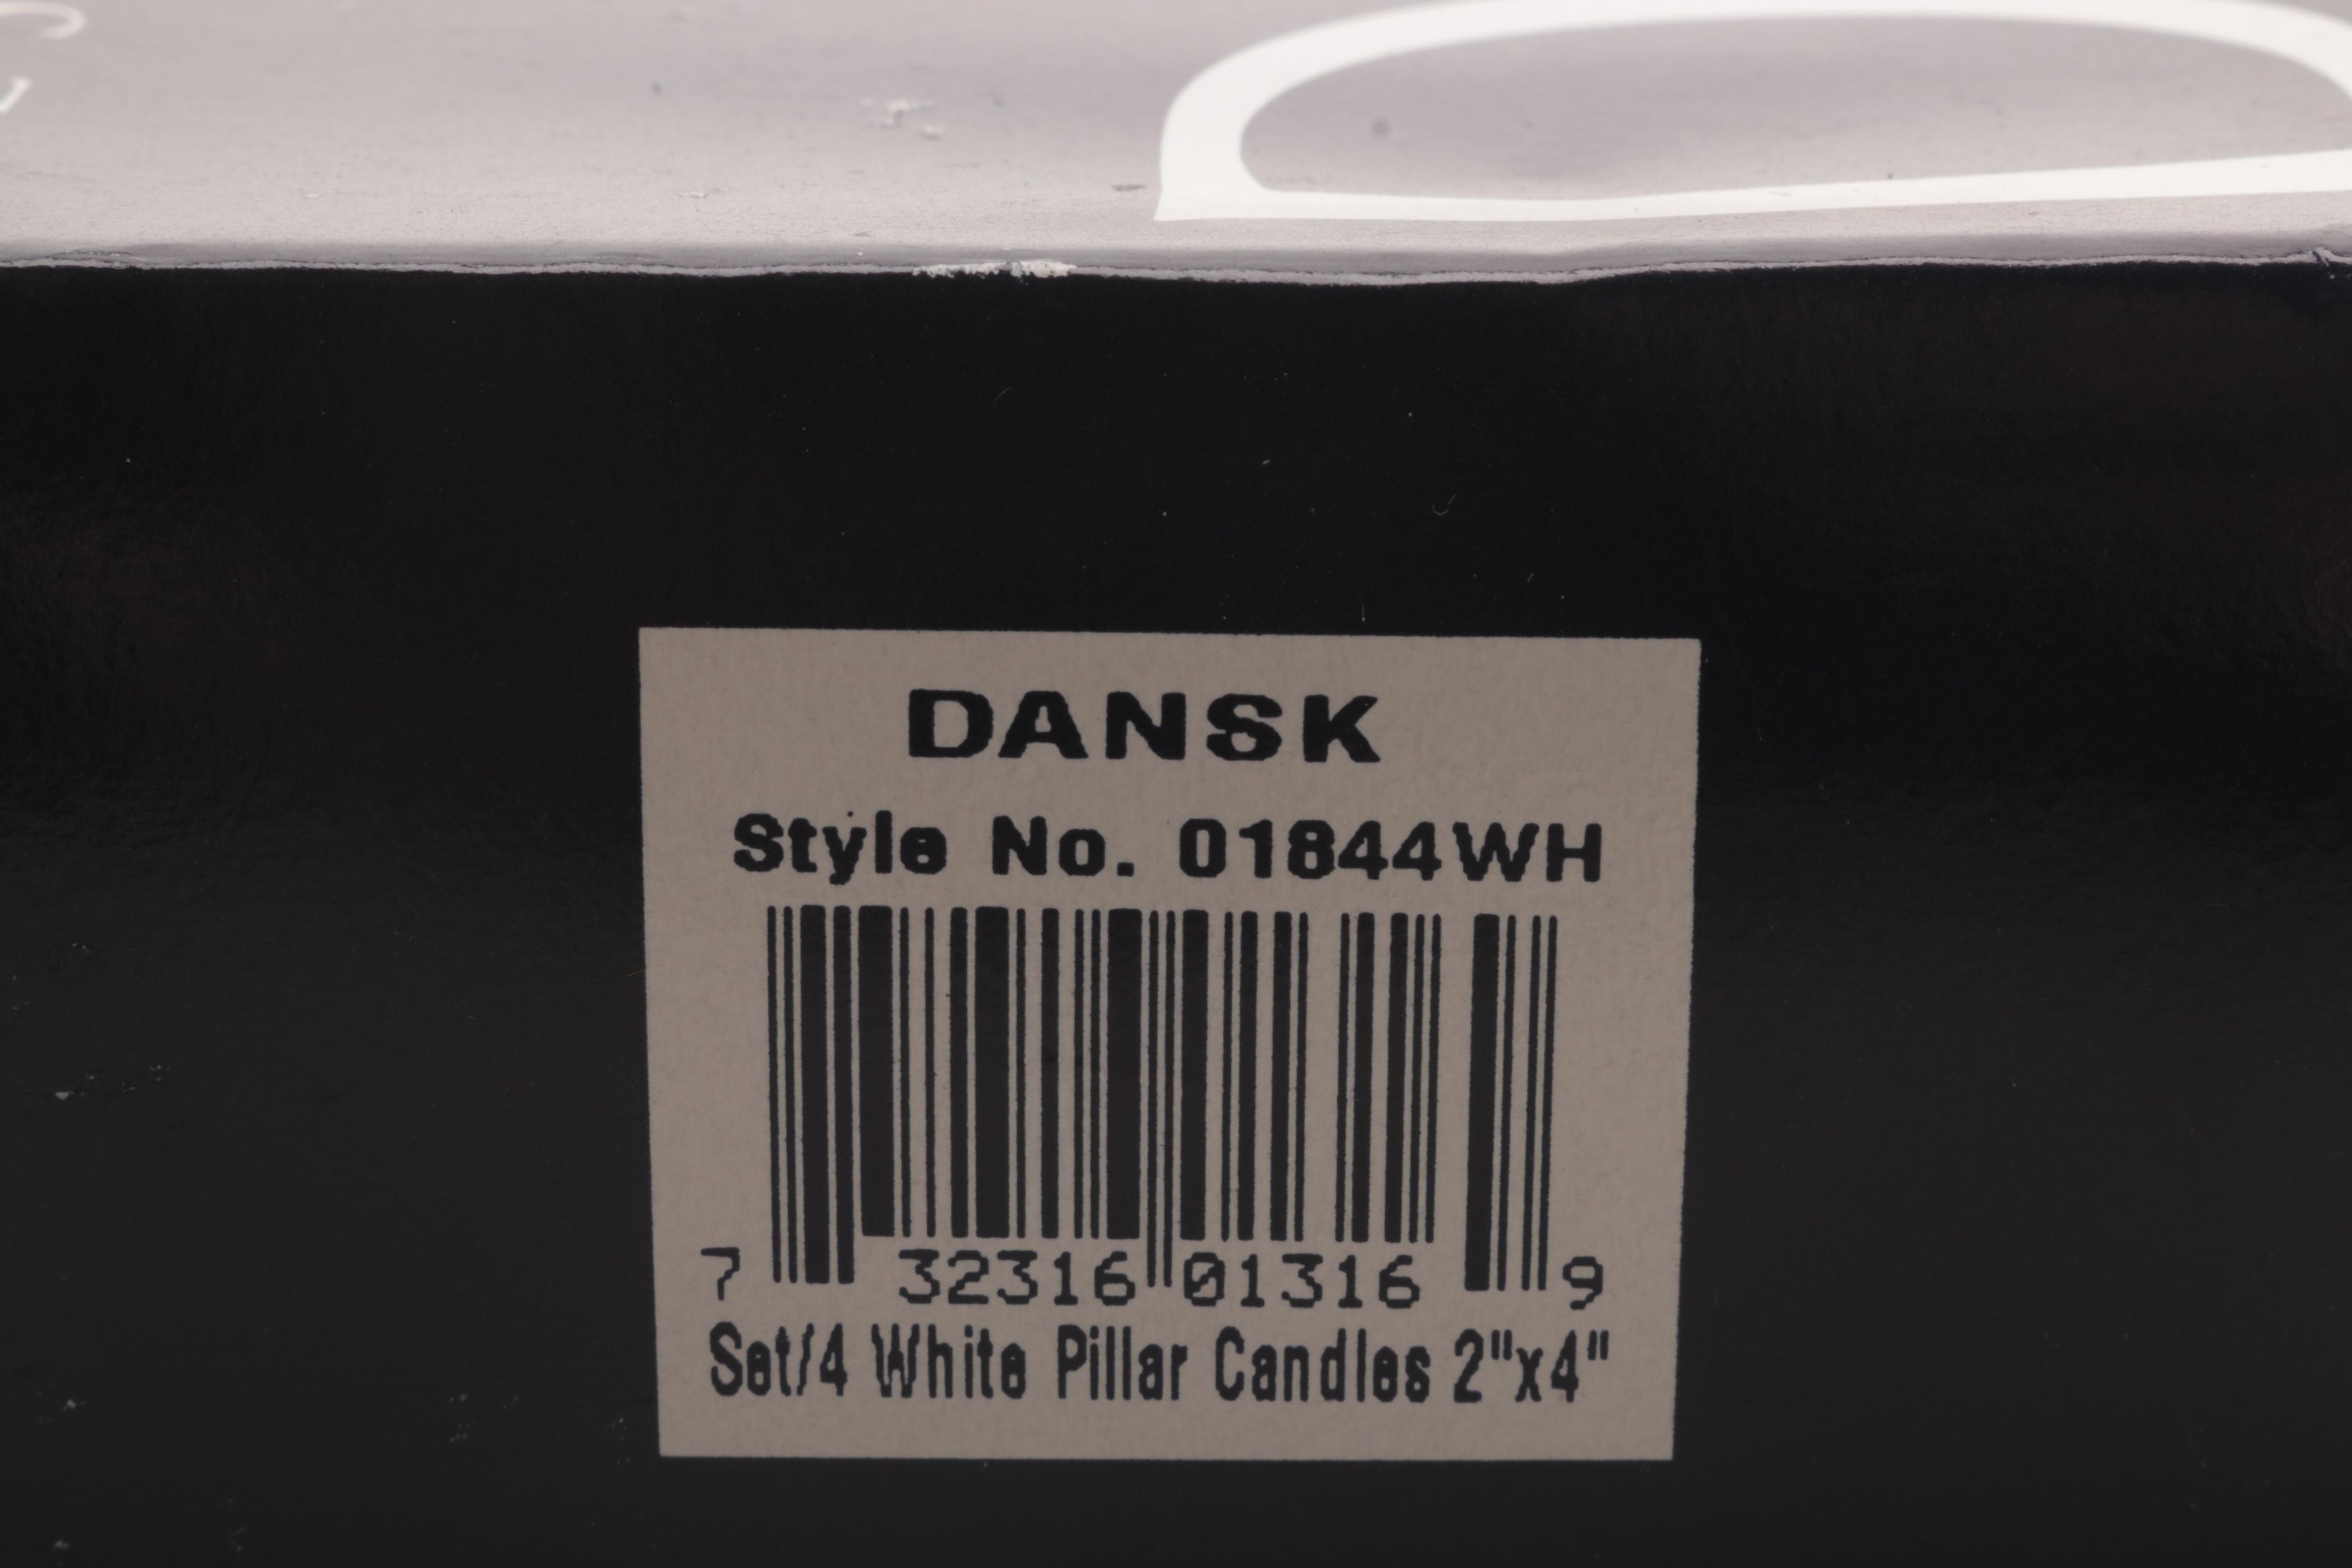 D
DANSK
Style No. 01844WH
7 32316 01316 9
Set/4 White Pillar Candles 2"x4"